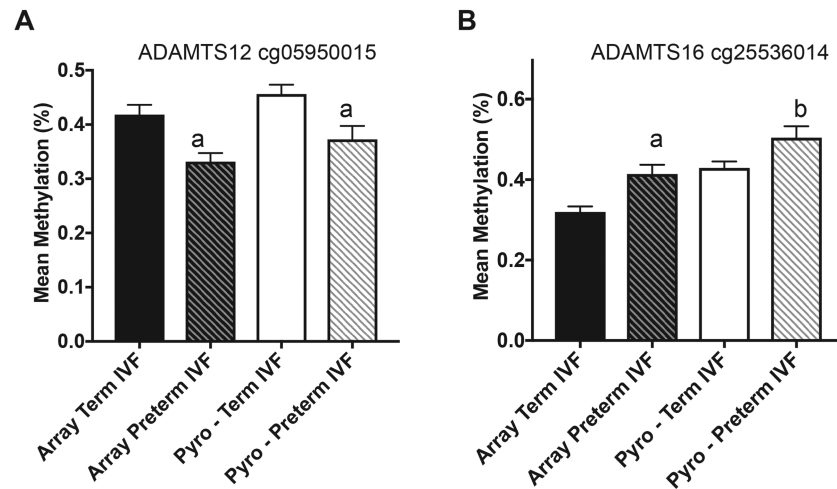 A
ADAMTS12 cg05950015
Mean Methylation (%)
0.5
0.4
0.3
0.2
0.1
0.0
a
a
Array Term IVF
Array Preterm IVF
Pyro - Term IVF
Pyro - Preterm IVF
B
ADAMTS16 cg25536014
Mean Methylation (%)
0.6
0.4
0.2
0.0
a
b
Array Term IVF
Array Preterm IVF
Pyro - Term IVF
Pyro - Preterm IVF